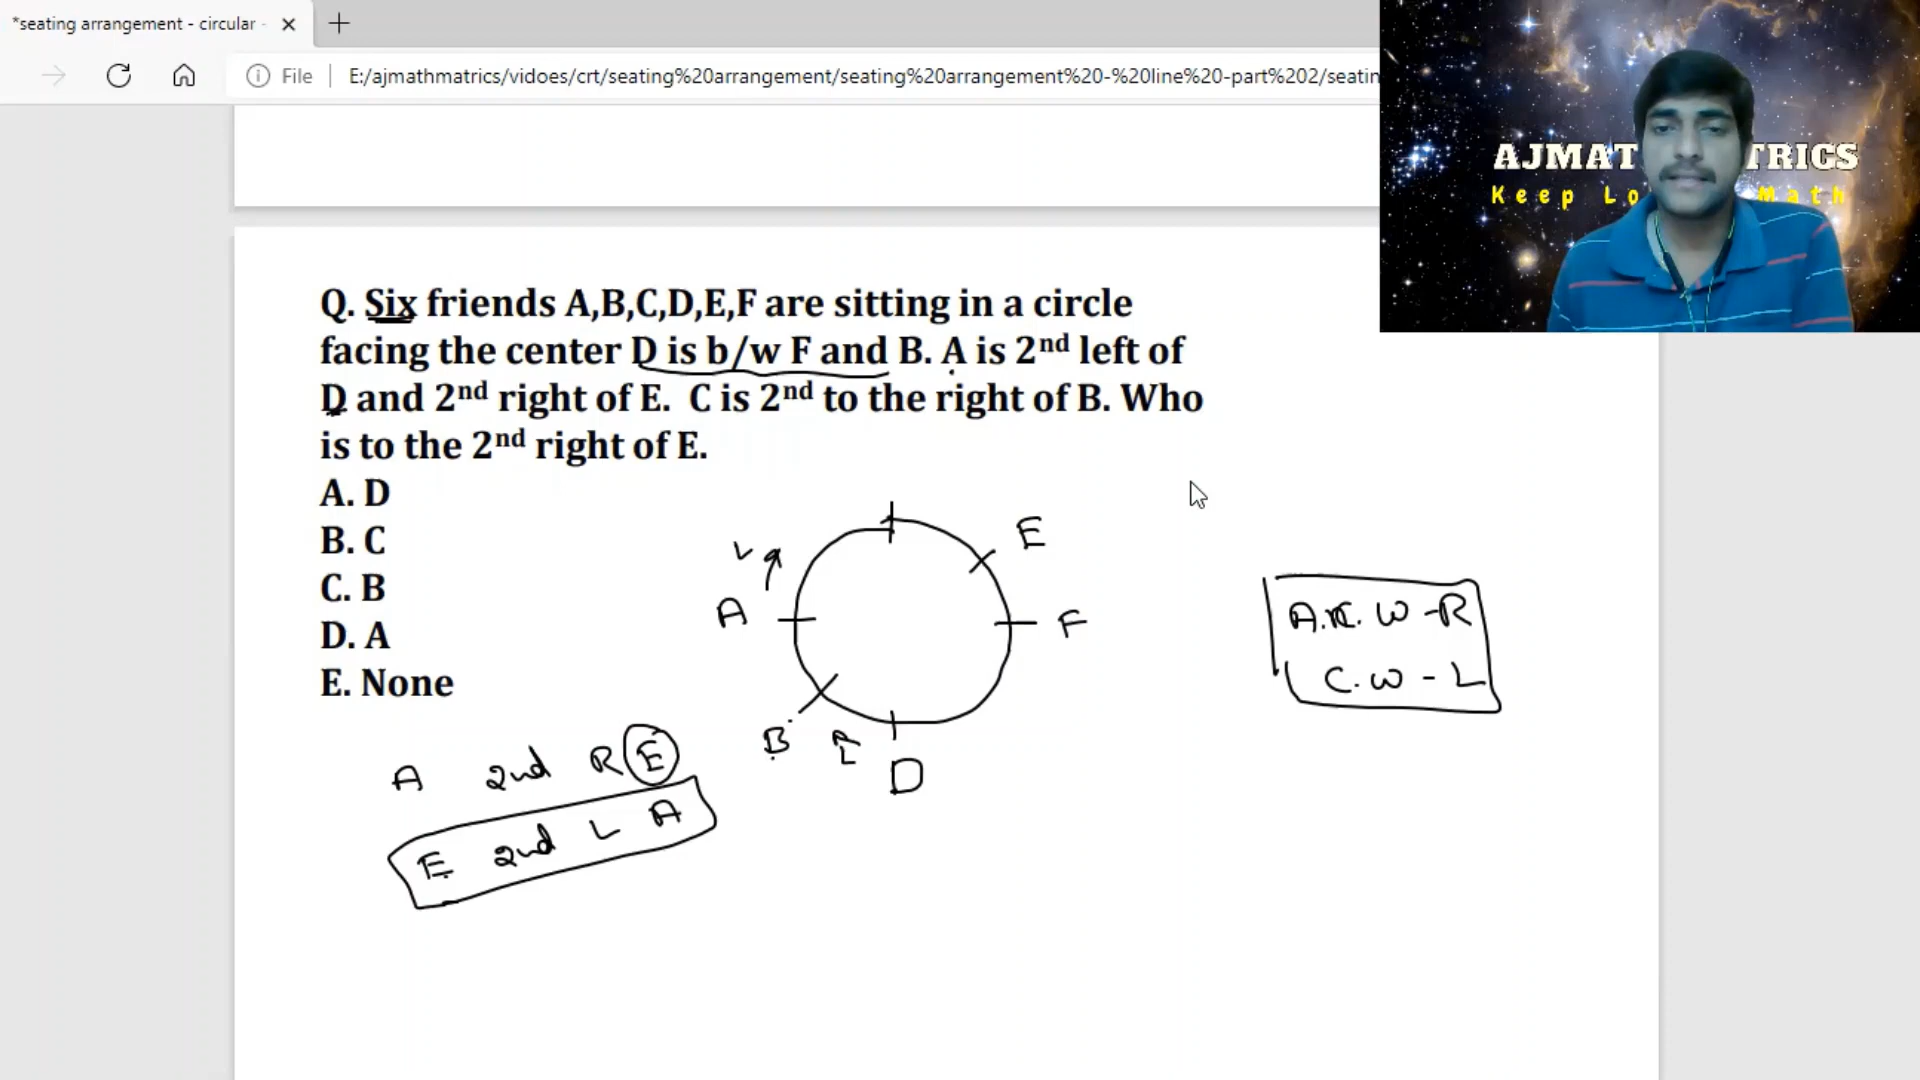 *seating arrangement - circular -
File
E:/ajmathmatrics/vidoes/crt/seating%20arrangement/seating%20arrangement%20-%20line%20-part%202/seatin
AJMAT TRICS
Keep Lo Math
Q. Six friends A,B,C,D,E,F are sitting in a circle
facing the center D is b/w F and B. A is 2nd left of
D and 2nd right of E. C is 2nd to the right of B. Who
is to the 2nd right of E.
A. D
B. C
C. B
D. A
E. None
L
E
A
F
B
D
A 2nd R E
E 2nd L A
W - R
C.W - L